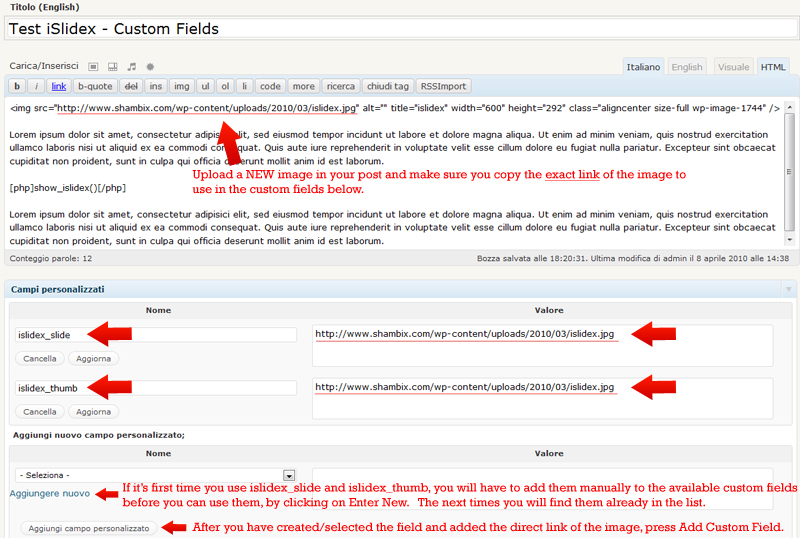 Titolo (English)
Test iSlidex - Custom Fields
Carica/Inserisci
Italiano English Visuale HTML
b i link b-quote del ins img ul ol li code more ricerca chiudi tag RSSImport
<img src="http://www.shambix.com/wp-content/uploads/2010/03/islidex.jpg" alt="" title="islidex" width="600" height="292" class="aligncenter size-full wp-image-1744" />
Lorem ipsum dolor sit amet, consectetur adipisici elit, sed eiusmod tempor incidunt ut labore et dolore magna aliqua. Ut enim ad minim veniam, quis nostrud exercitation
ullamco laboris nisi ut aliquid ex ea commodi consequat. Quis aute iure reprehenderit in voluptate velit esse cillum dolore eu fugiat nulla pariatur. Excepteur sint obcaecat
cupiditat non proident, sunt in culpa qui officia deserunt mollit anim id est laborum.
Upload a NEW image in your post and make sure you copy the exact link of the image to
use in the custom fields below.
[php]show_islidex()[/php]
Lorem ipsum dolor sit amet, consectetur adipisici elit, sed eiusmod tempor incidunt ut labore et dolore magna aliqua. Ut enim ad minim veniam, quis nostrud exercitation
ullamco laboris nisi ut aliquid ex ea commodi consequat. Quis aute iure reprehenderit in voluptate velit esse cillum dolore eu fugiat nulla pariatur. Excepteur sint obcaecat
cupiditat non proident, sunt in culpa qui officia deserunt mollit anim id est laborum.
Conteggio parole: 12 Bozza salvata alle 18:20:31. Ultima modifica di admin il 8 aprile 2010 alle 14:38
Campi personalizzati
Nome Valore
islidex_slide http://www.shambix.com/wp-content/uploads/2010/03/islidex.jpg
Cancella Aggiorna
islidex_thumb http://www.shambix.com/wp-content/uploads/2010/03/islidex.jpg
Cancella Aggiorna
Aggiungi nuovo campo personalizzato;
Nome Valore
- Seleziona -
Aggiungere nuovo
If it's first time you use islidex_slide and islidex_thumb, you will have to add them manually to the available custom fields
before you can use them, by clicking on Enter New. The next times you will find them already in the list.
Aggiungi campo personalizzato
After you have created/selected the field and added the direct link of the image, press Add Custom Field.